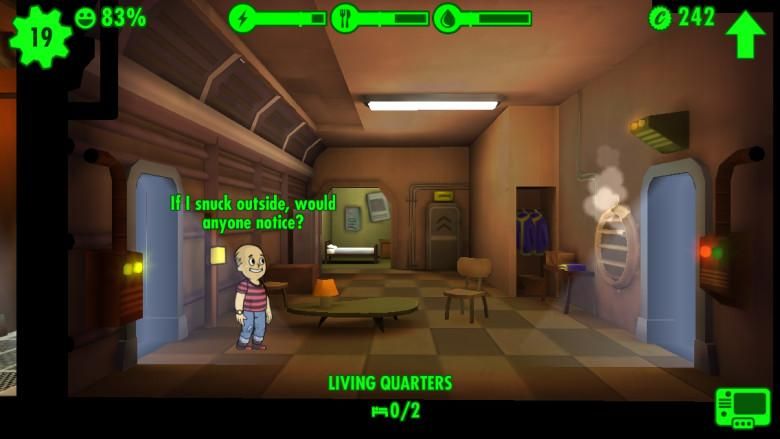 19
83%
242
If I snuck outside, would
anyone notice?
LIVING QUARTERS
0/2